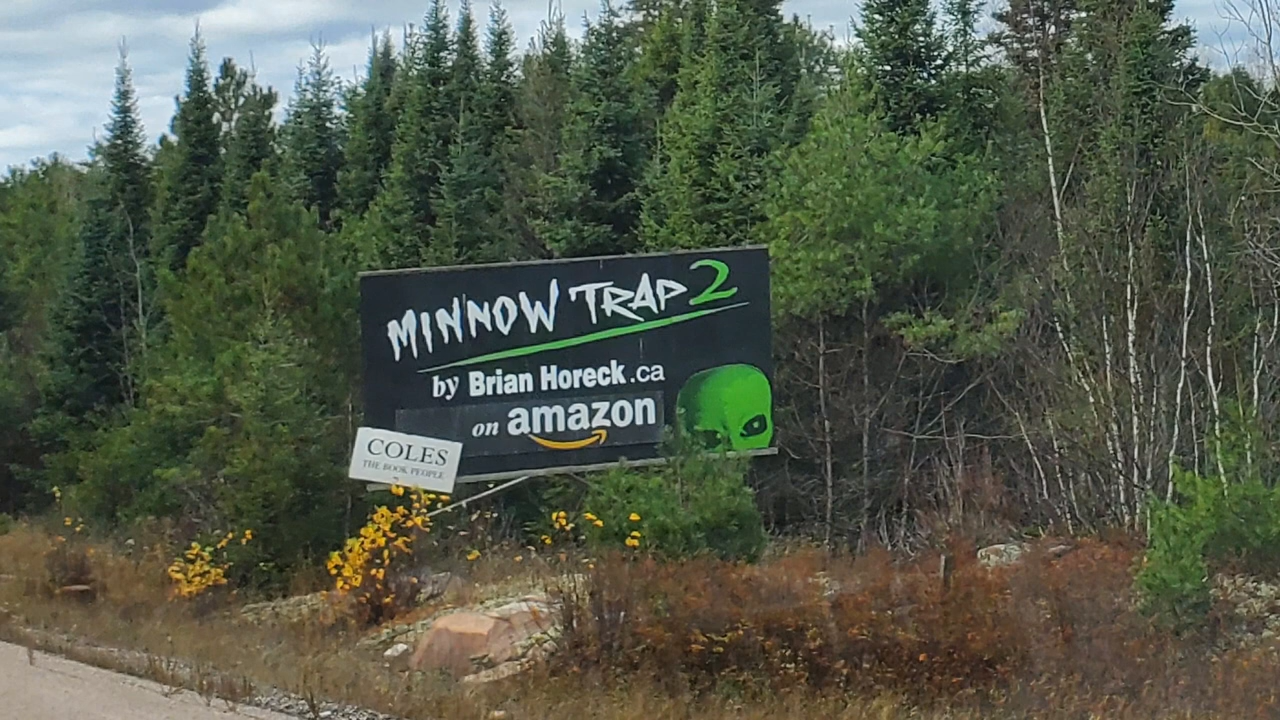 MINNOW TRAP 2
by Brian Horeck.ca
on amazon
COLES
THE BOOK PEOPLE